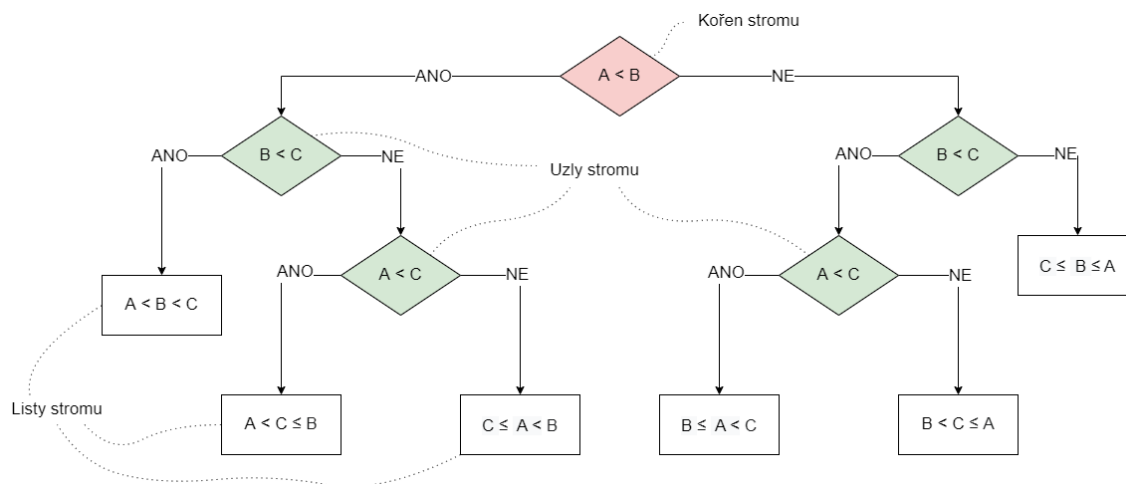 Kořen stromu
A < B
ANO
NE
B < C
B < C
ANO
NE
ANO
NE
Uzly stromu
A < C
A < C
C ≤ B ≤ A
ANO
NE
ANO
NE
A < B < C
Listy stromu
A < C ≤ B
C ≤ A < B
B ≤ A < C
B < C ≤ A